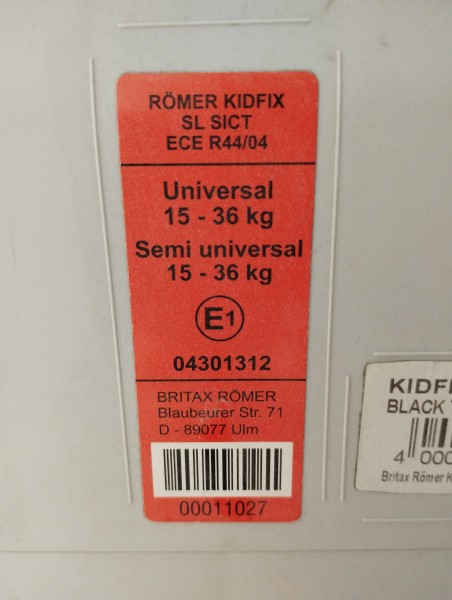 RÖMER KIDFIX
SL SICT
ECE R44/04
Universal
15 - 36 kg
Semi universal
15 - 36 kg
E1
04301312
BRITAX RÖMER
Blaubeurer Str. 71
D - 89077 Ulm
00011027
KIDF
BLACK
4 000
Britax Römer K